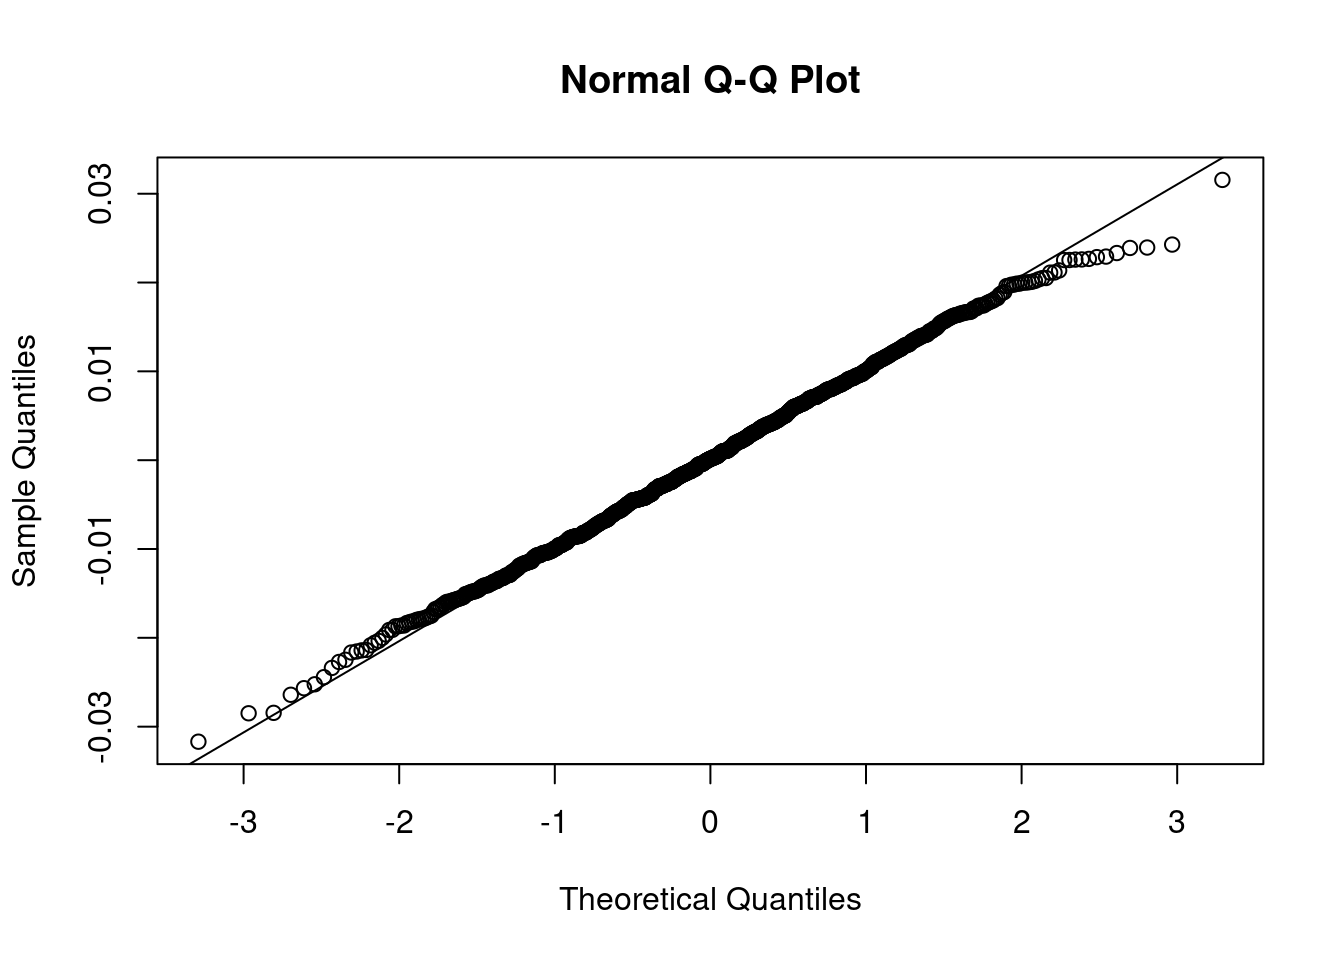 Normal Q-Q Plot
0.03
0.01
-0.01
-0.03
Sample Quantiles
-3 -2 -1 0 1 2 3
Theoretical Quantiles